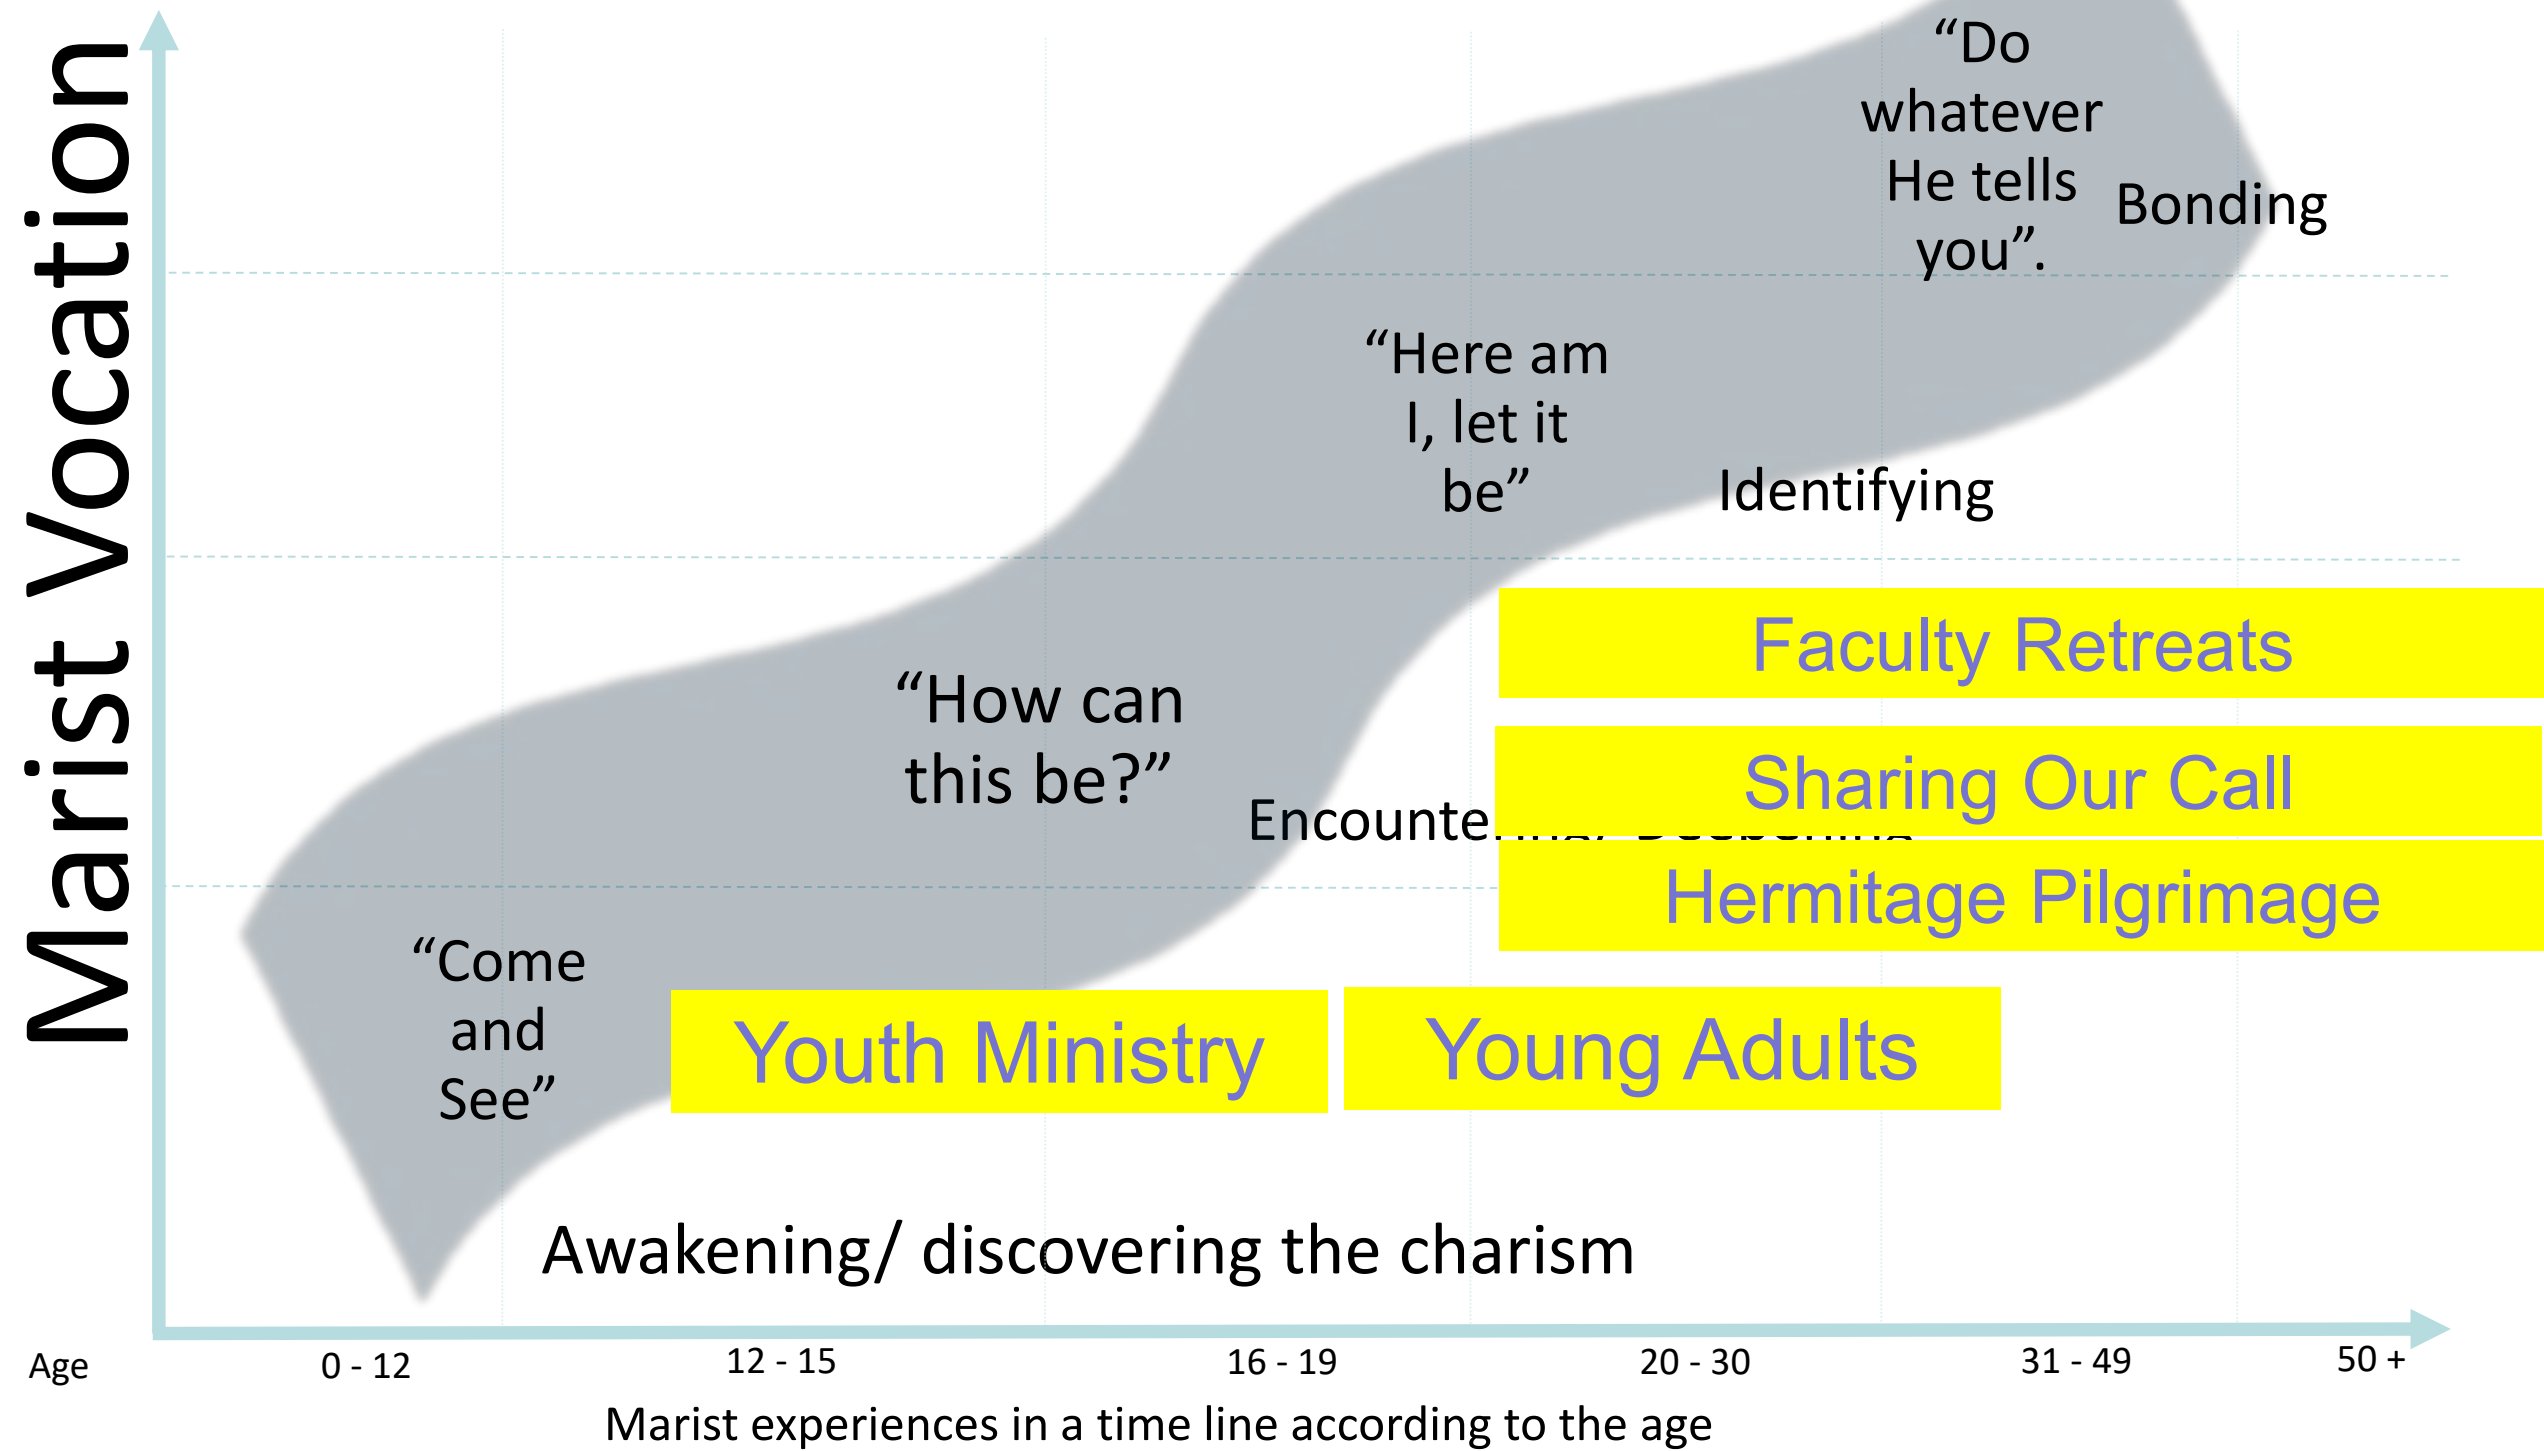 Marist Vocation
“Do
whatever
He tells
you”.
Bonding
“Here am
I, let it
be”
Identifying
Faculty Retreats
“How can
this be?”
Sharing Our Call
Encountering/ Deepening
Hermitage Pilgrimage
“Come
and
See”
Youth Ministry
Young Adults
Awakening/ discovering the charism
Age
0 - 12
12 - 15
16 - 19
20 - 30
31 - 49
50 +
Marist experiences in a time line according to the age